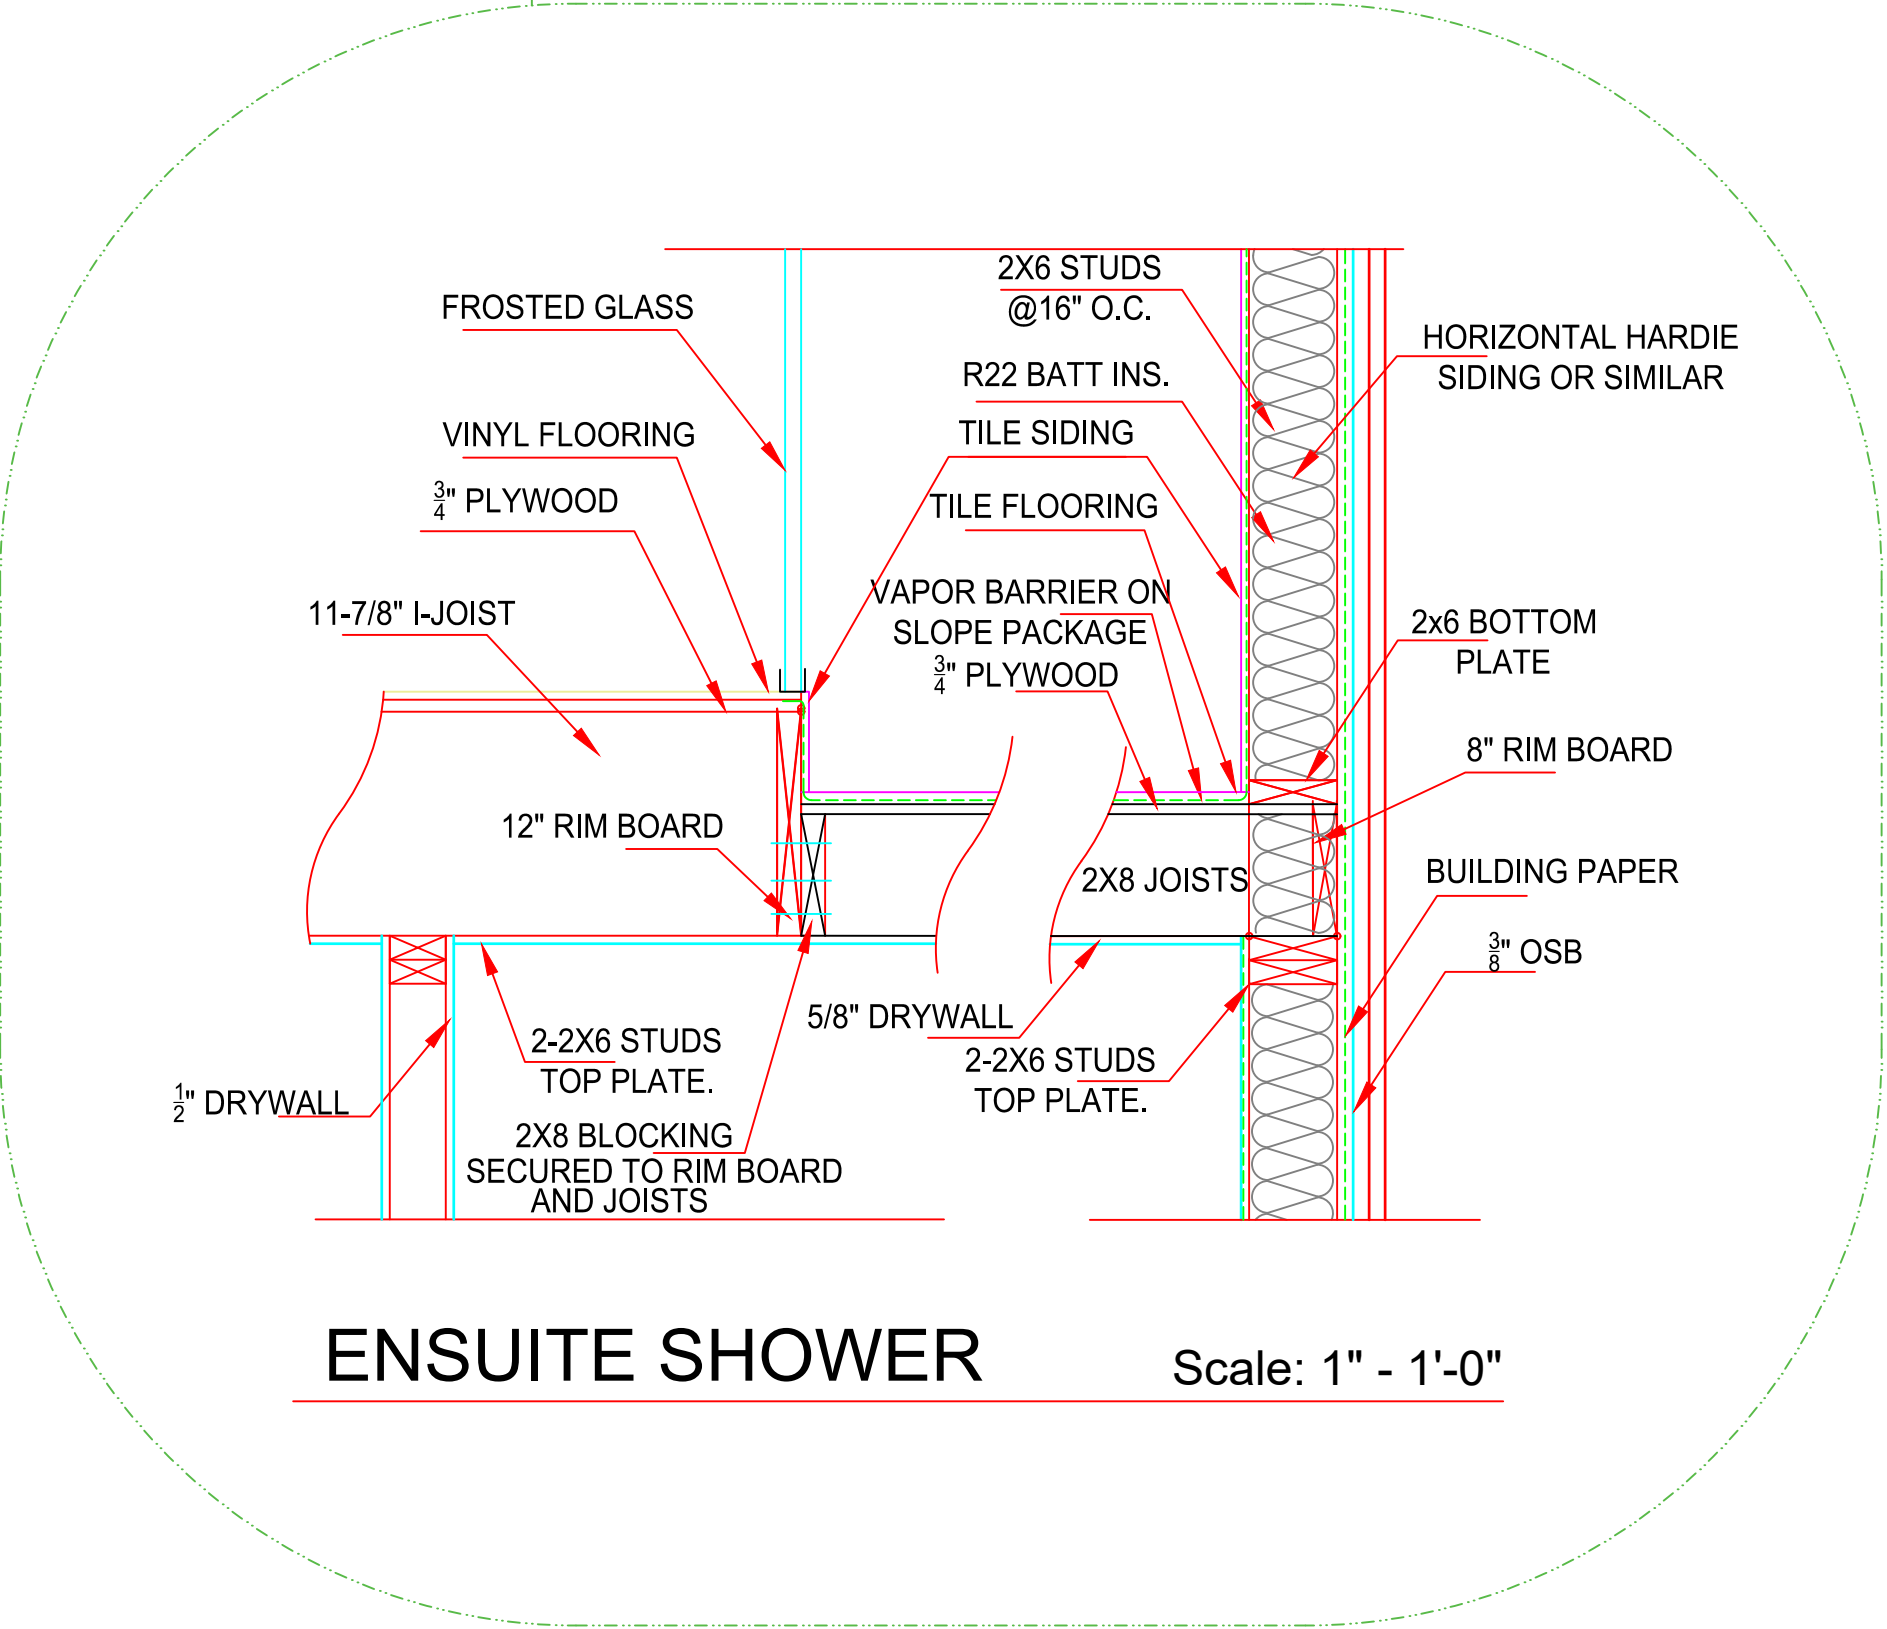 2X6 STUDS
@16" O.C.
FROSTED GLASS
HORIZONTAL HARDIE
SIDING OR SIMILAR
R22 BATT INS.
VINYL FLOORING
TILE SIDING
3/4" PLYWOOD
TILE FLOORING
VAPOR BARRIER ON
SLOPE PACKAGE
11-7/8" I-JOIST
2x6 BOTTOM
PLATE
3/4" PLYWOOD
8" RIM BOARD
12" RIM BOARD
2X8 JOISTS
BUILDING PAPER
3/8" OSB
5/8" DRYWALL
2-2X6 STUDS
TOP PLATE.
2-2X6 STUDS
TOP PLATE.
1/2" DRYWALL
2X8 BLOCKING
SECURED TO RIM BOARD
AND JOISTS
ENSUITE SHOWER
Scale: 1" - 1'-0"